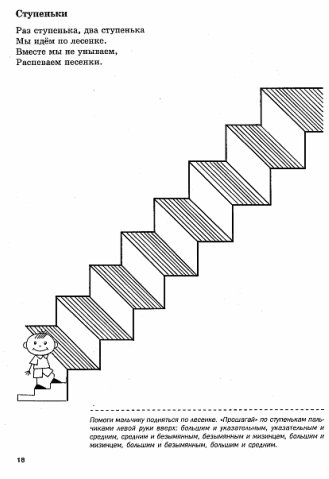 Ступеньки
Раз ступенька, два ступенька
Мы идём по лесенке.
Вместе мы не унываем,
Распеваем песенки.
Помоги мальчику подняться по лесенке. «Прошагай» по ступенькам паль-
чиками левой руки вверх: большим и указательным, указательным и
средним, средним и безымянным, безымянным и мизинцем, большим и
мизинцем, большим и безымянным, большим и средним.
18